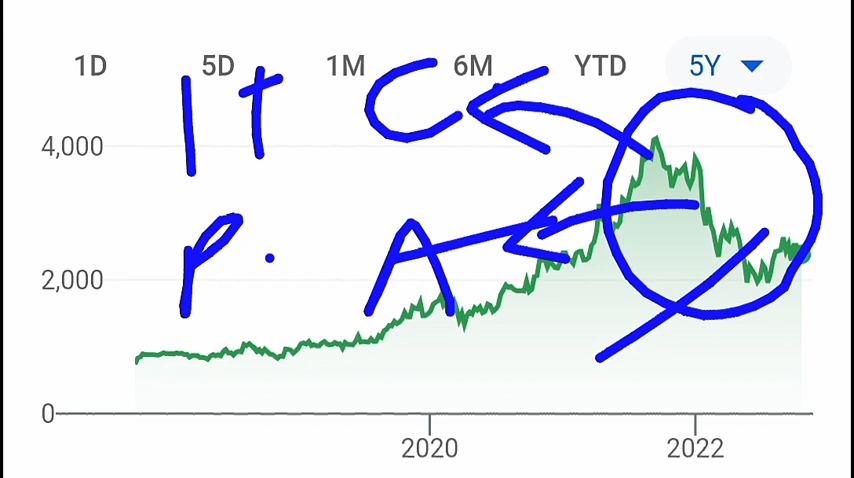 1D 5D 1M 6M YTD 5Y
It C
4,000
P. A
2,000
0
2020 2022